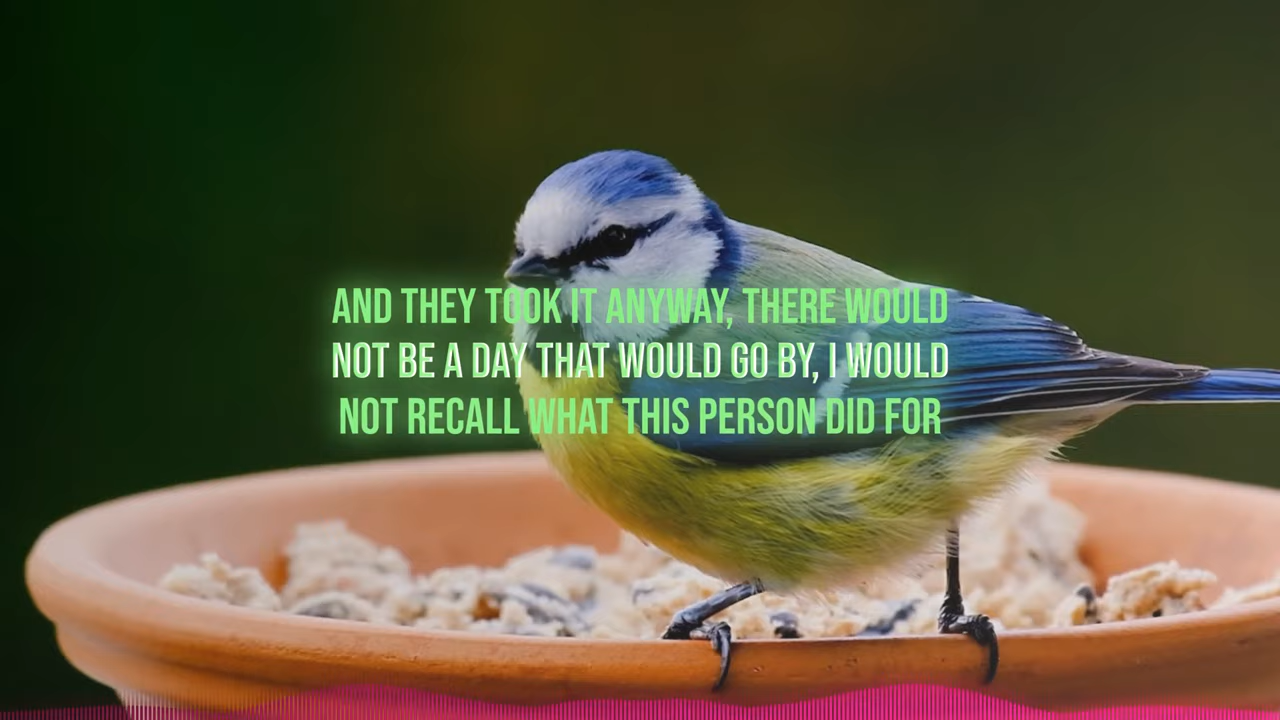 AND THEY TOOK IT ANYWAY, THERE WOULD
NOT BE A DAY THAT WOULD GO BY, I WOULD
NOT RECALL WHAT THIS PERSON DID FOR